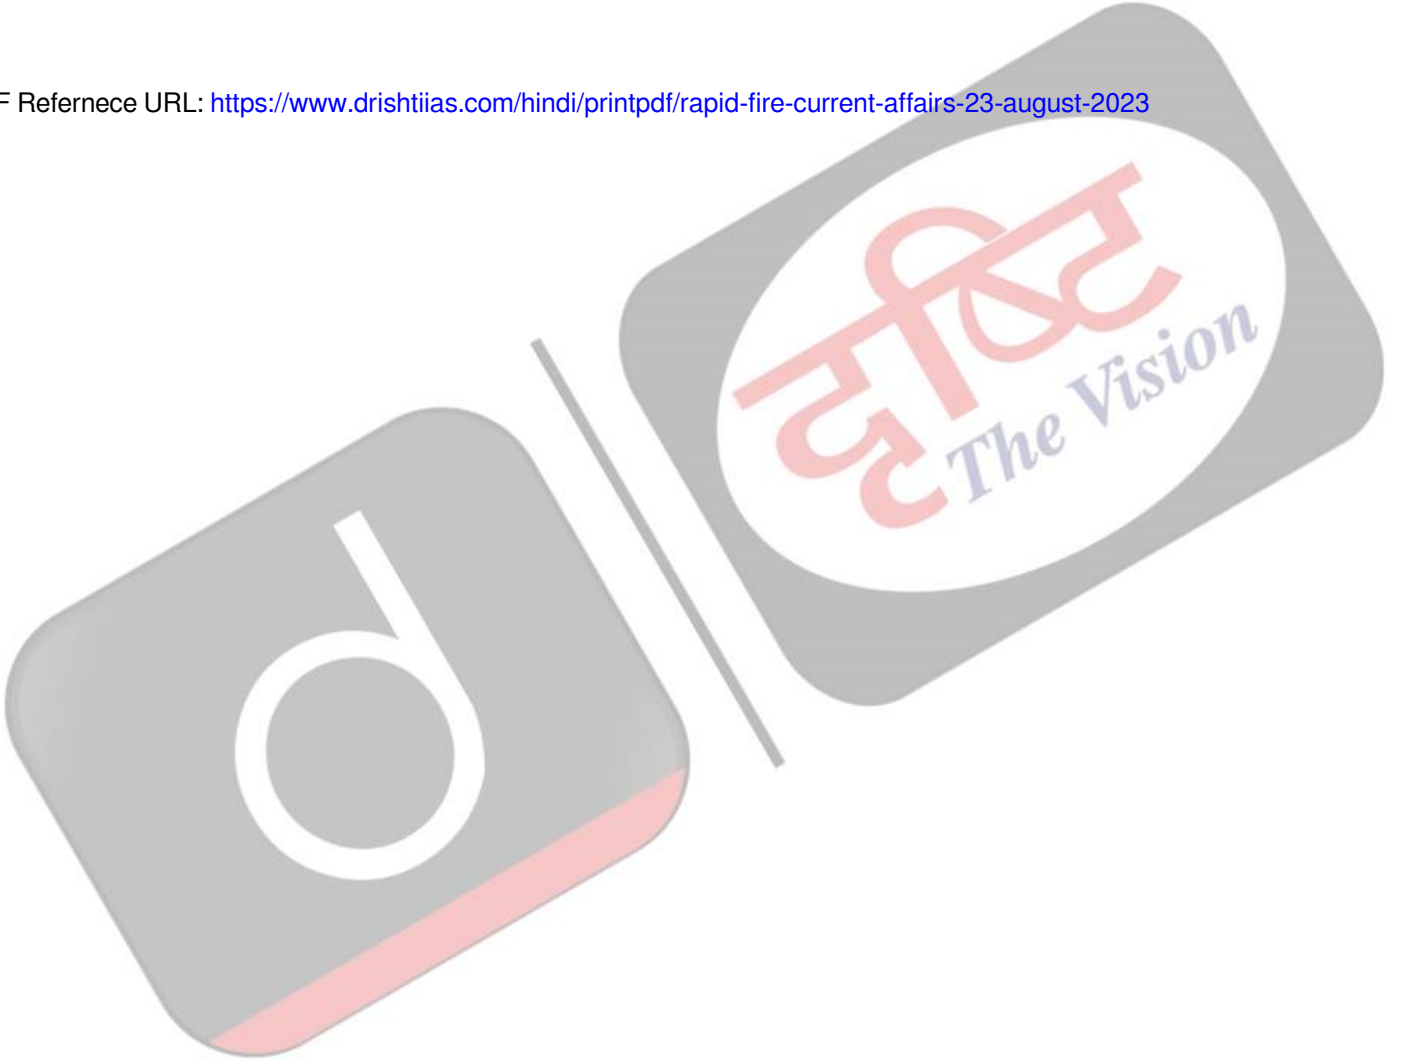 F Refernece URL: https://www.drishtiias.com/hindi/printpdf/rapid-fire-current-affairs-23-august-2023
दृष्टि
The Vision
d